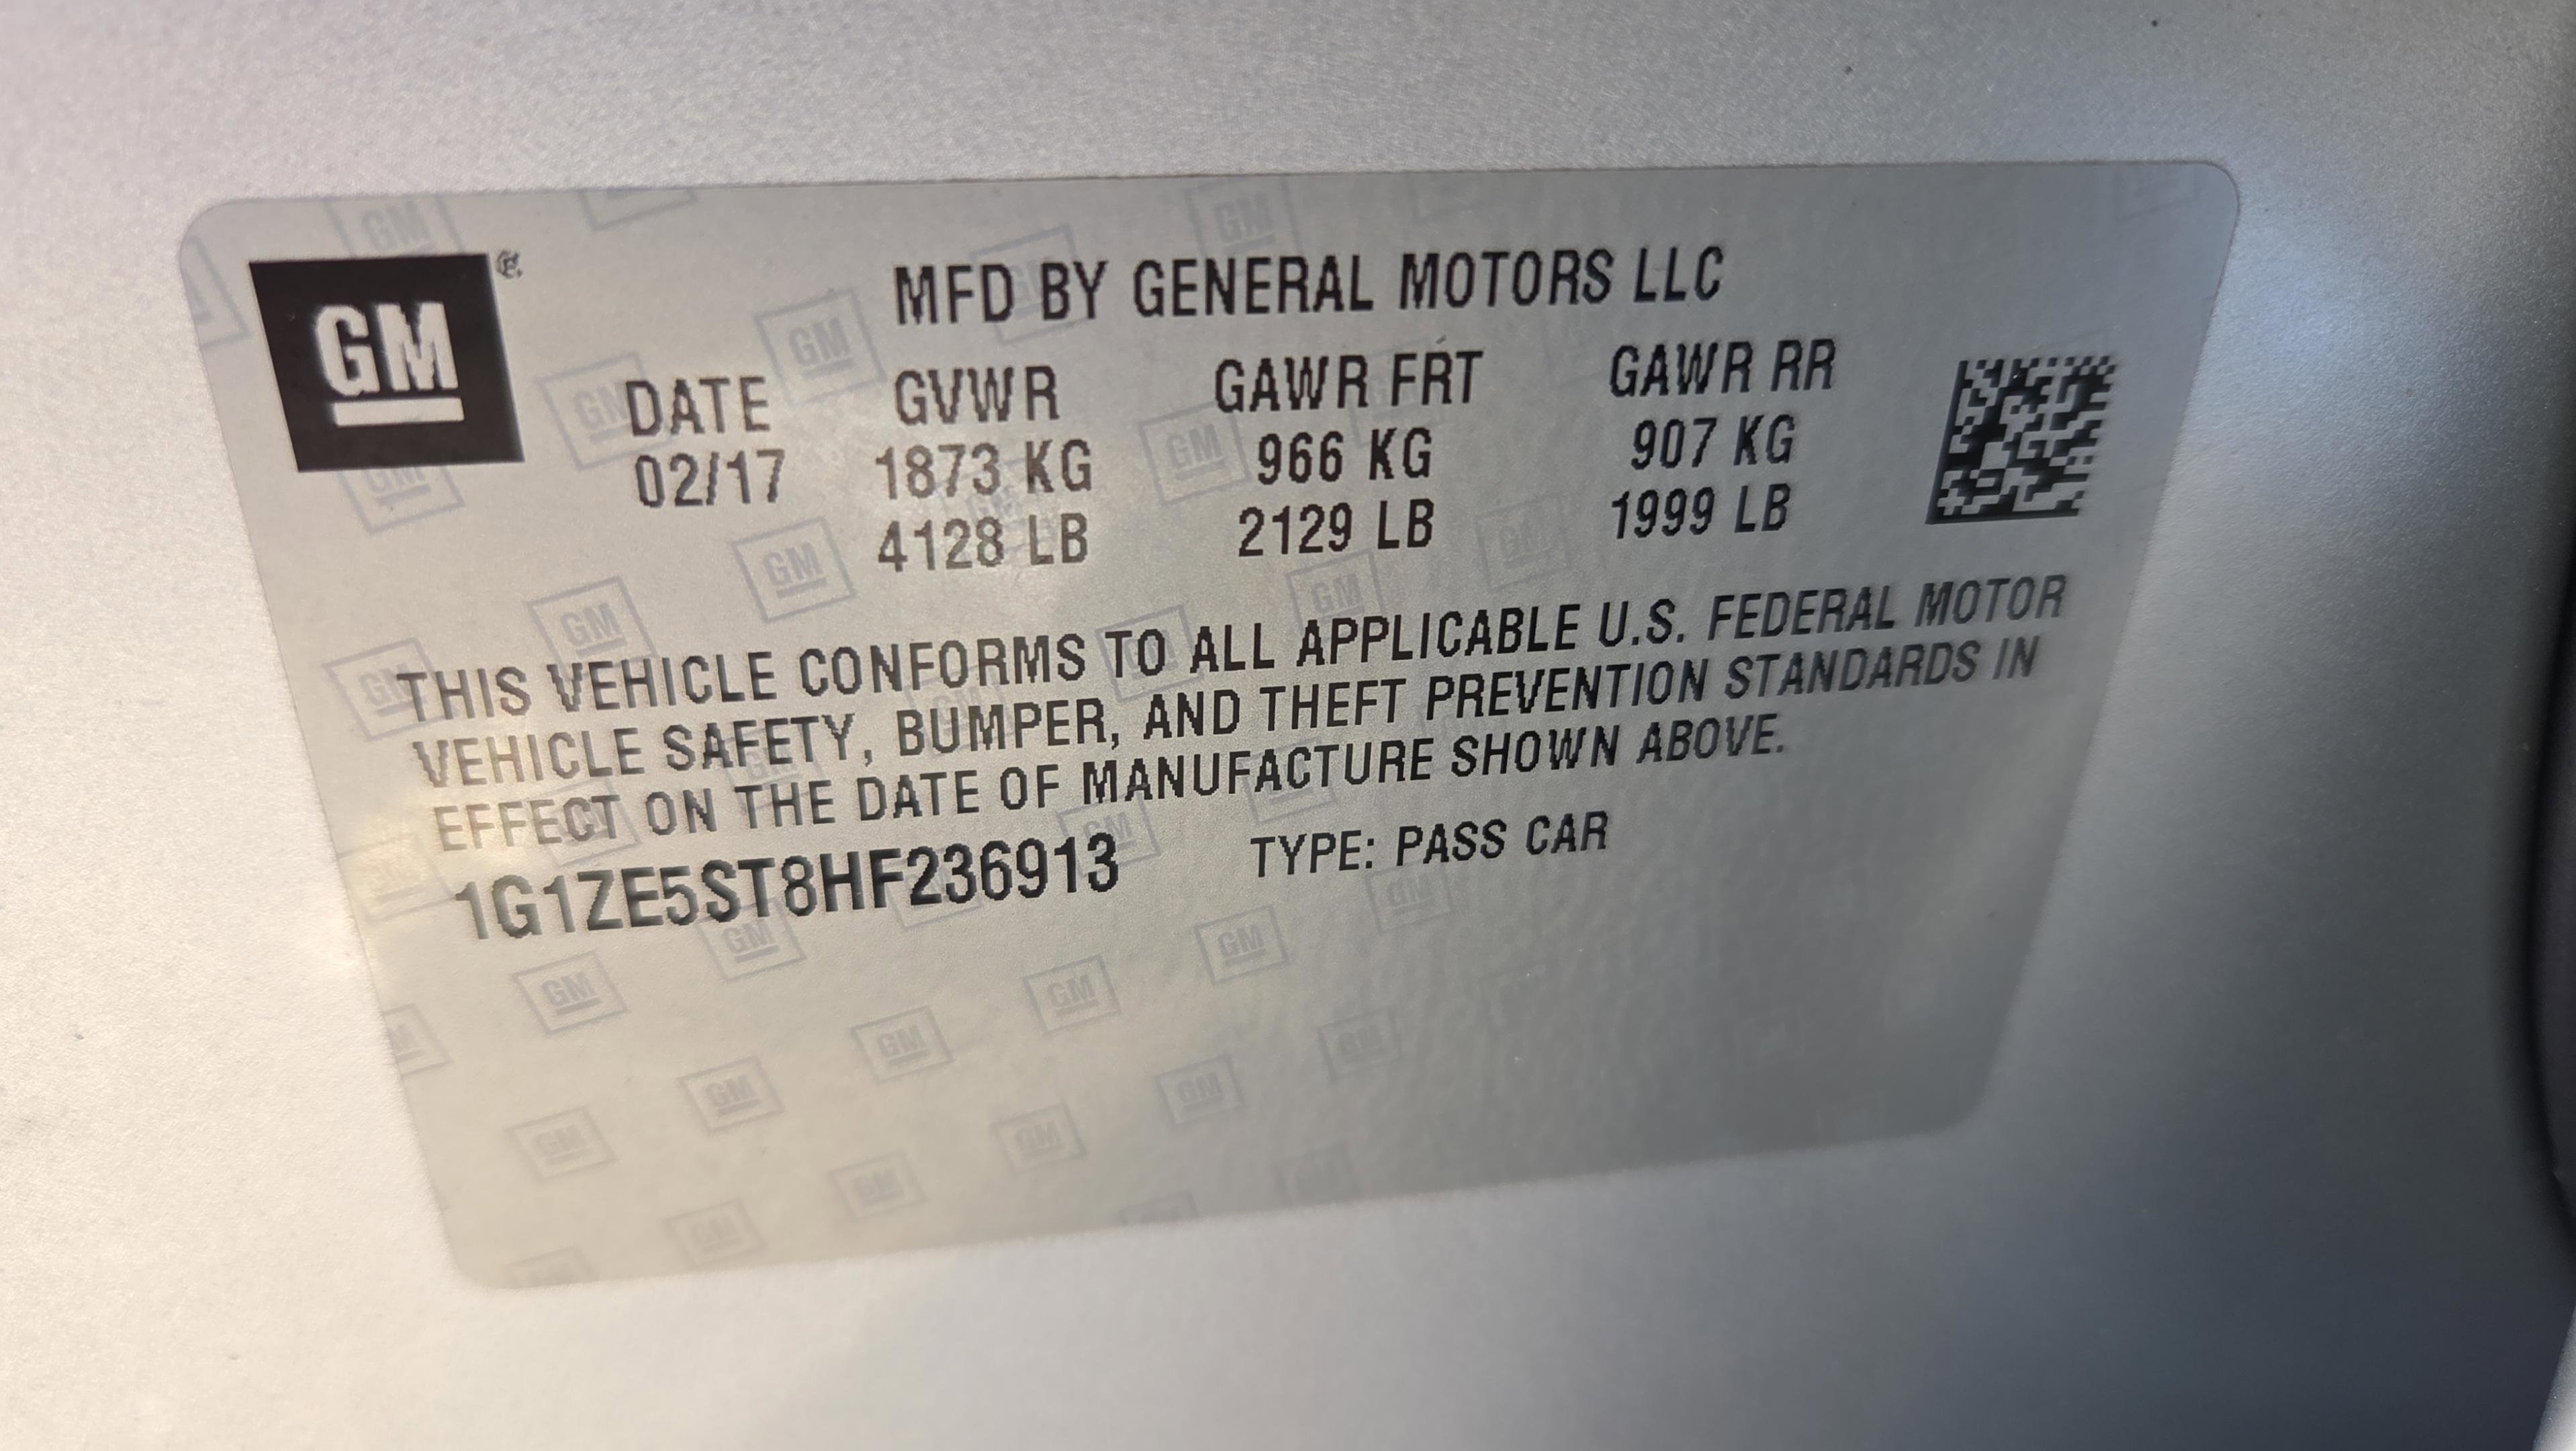 GM
MFD BY GENERAL MOTORS LLC
DATE GVWR GAWR FRT GAWR RR
02/17 1873 KG 966 KG 907 KG
4128 LB 2129 LB 1999 LB
THIS VEHICLE CONFORMS TO ALL APPLICABLE U.S. FEDERAL MOTOR
VEHICLE SAFETY, BUMPER, AND THEFT PREVENTION STANDARDS IN
EFFECT ON THE DATE OF MANUFACTURE SHOWN ABOVE.
1G1ZE5ST8HF236913 TYPE: PASS CAR